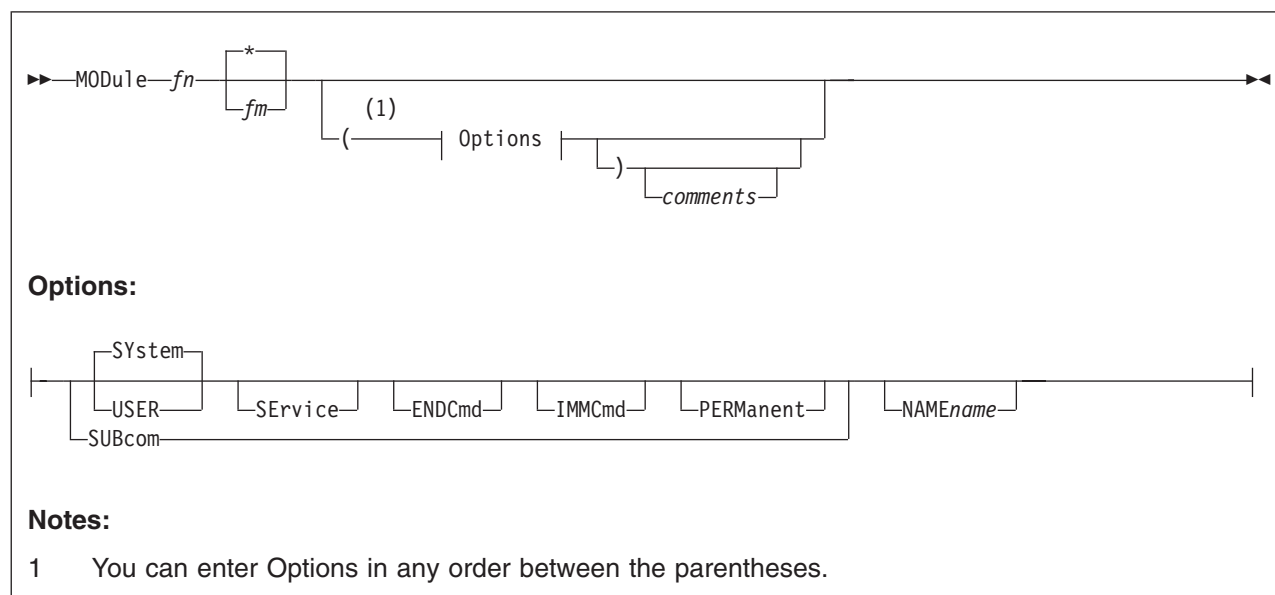 *
MODule fn
fm
(1)
( Options
)
comments
Options:
SYstem
USER SErvice ENDCmd IMMCmd PERManent NAMEname
SUBcom
Notes:
1 You can enter Options in any order between the parentheses.